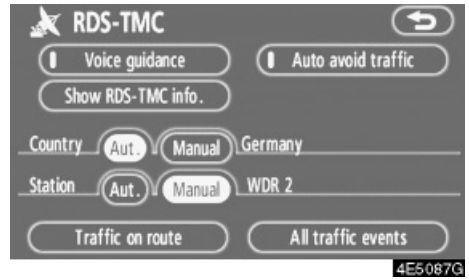 RDS-TMC
Voice guidance Auto avoid traffic
Show RDS-TMC info.
Country Aut. Manual Germany
Station Aut. Manual WDR 2
Traffic on route All traffic events
4E5087G